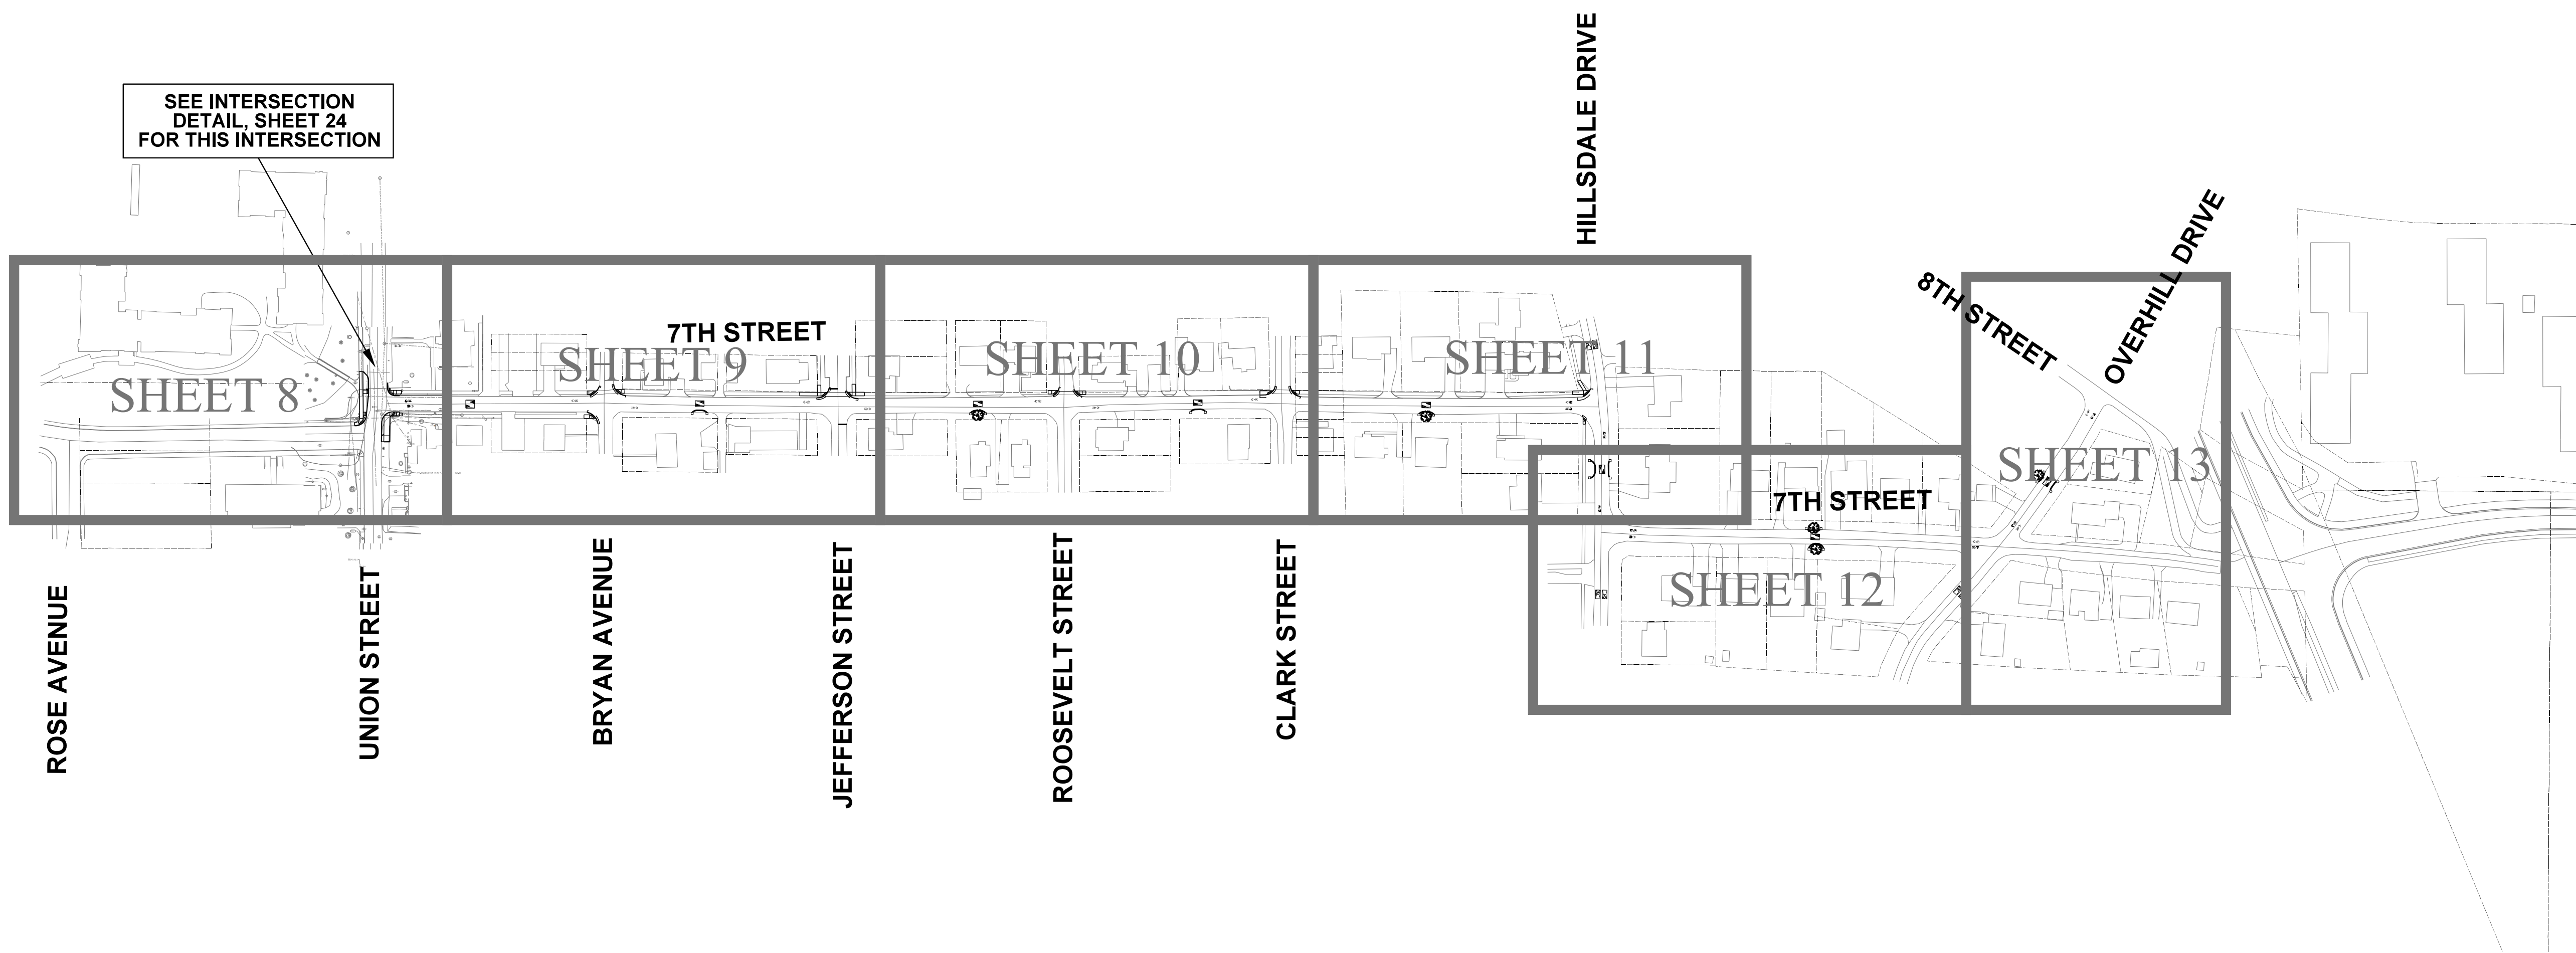 HILLSDALE DRIVE
SEE INTERSECTION
DETAIL, SHEET 24
FOR THIS INTERSECTION
OVERHILL DRIVE
8TH STREET
7TH STREET
SHEET 8
SHEET 9
SHEET 10
SHEET 11
SHEET 13
7TH STREET
SHEET 12
ROSE AVENUE
UNION STREET
BRYAN AVENUE
JEFFERSON STREET
ROOSEVELT STREET
CLARK STREET